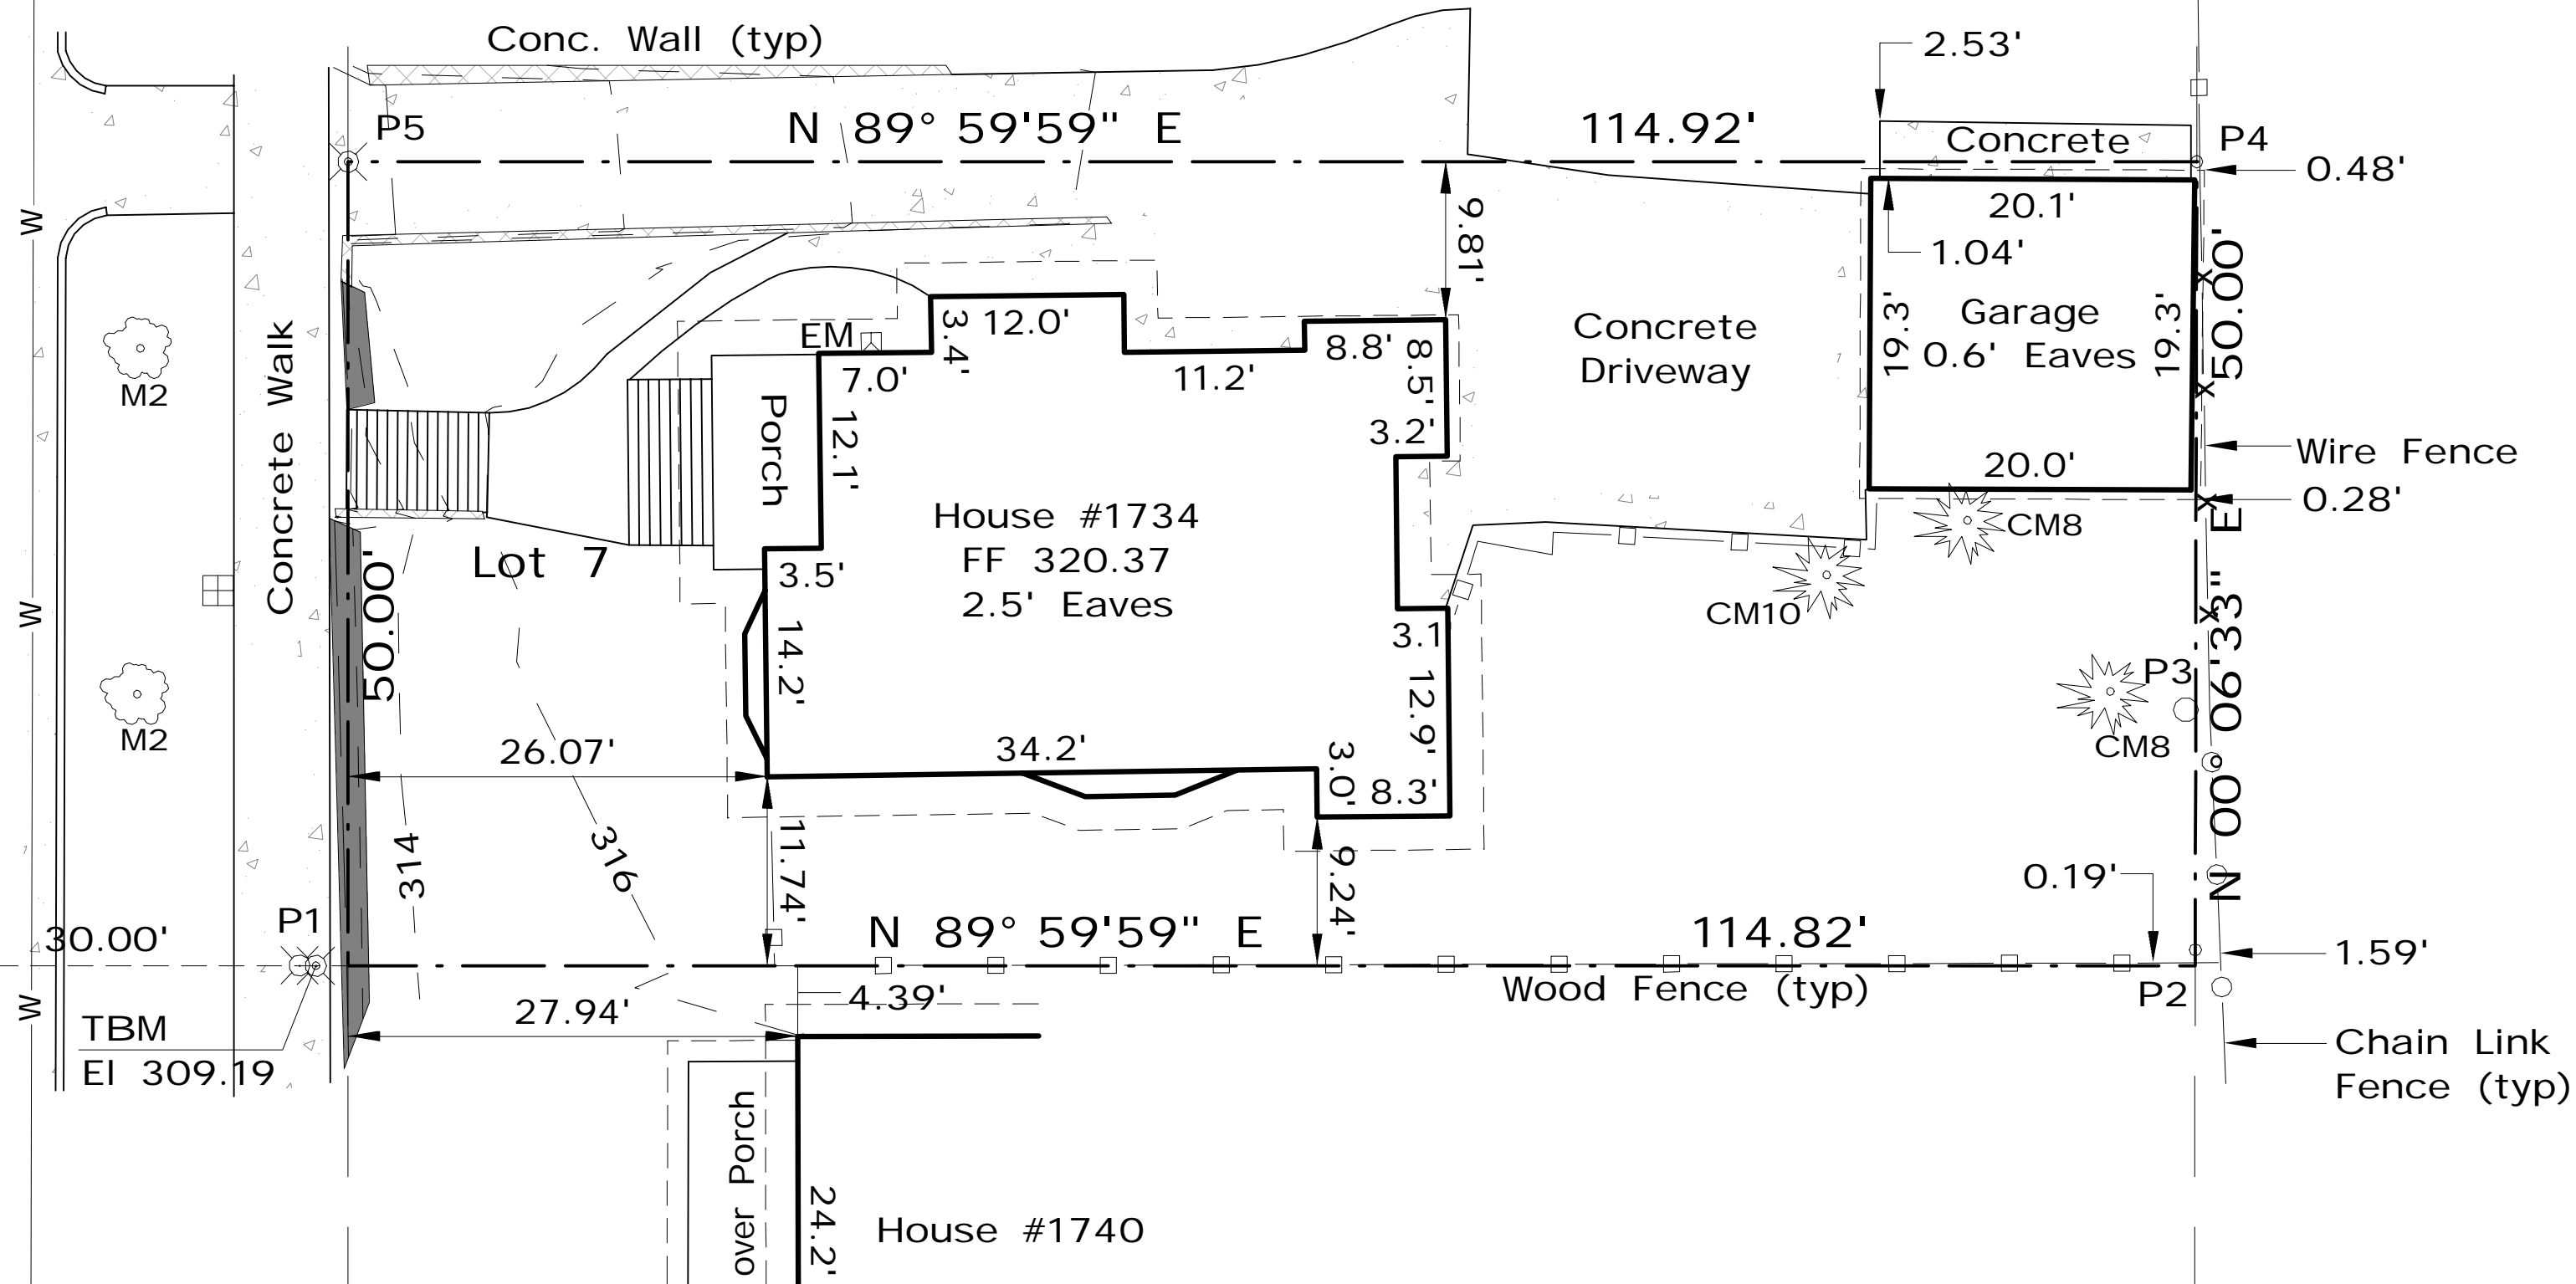 Conc. Wall (typ)
2.53'
P5
N 89° 59'59" E
114.92'
Concrete
P4
0.48'
20.1'
1.04'
9.81'
W
50.00'
Garage
0.6' Eaves
19.3'
19.3'
X
X
Concrete
Driveway
EM
3.4'
12.0'
7.0'
11.2'
8.8'
8.5'
3.2'
M2
Concrete Walk
Porch
12.1'
Wire Fence
20.0'
0.28'
X
House #1734
FF 320.37
2.5' Eaves
CM8
CM10
Lot 7
3.5'
50.00'
14.2'
W
X
3.1
12.9'
P3
CM8
N 00° 06'33" E
M2
26.07'
34.2'
3.0'
8.3'
314
316
11.74'
9.24'
0.19'
P1
30.00'
N 89° 59'59" E
114.82'
1.59'
W
TBM
El 309.19
27.94'
4.39'
Wood Fence (typ)
P2
Chain Link
Fence (typ)
over Porch
24.2'
House #1740